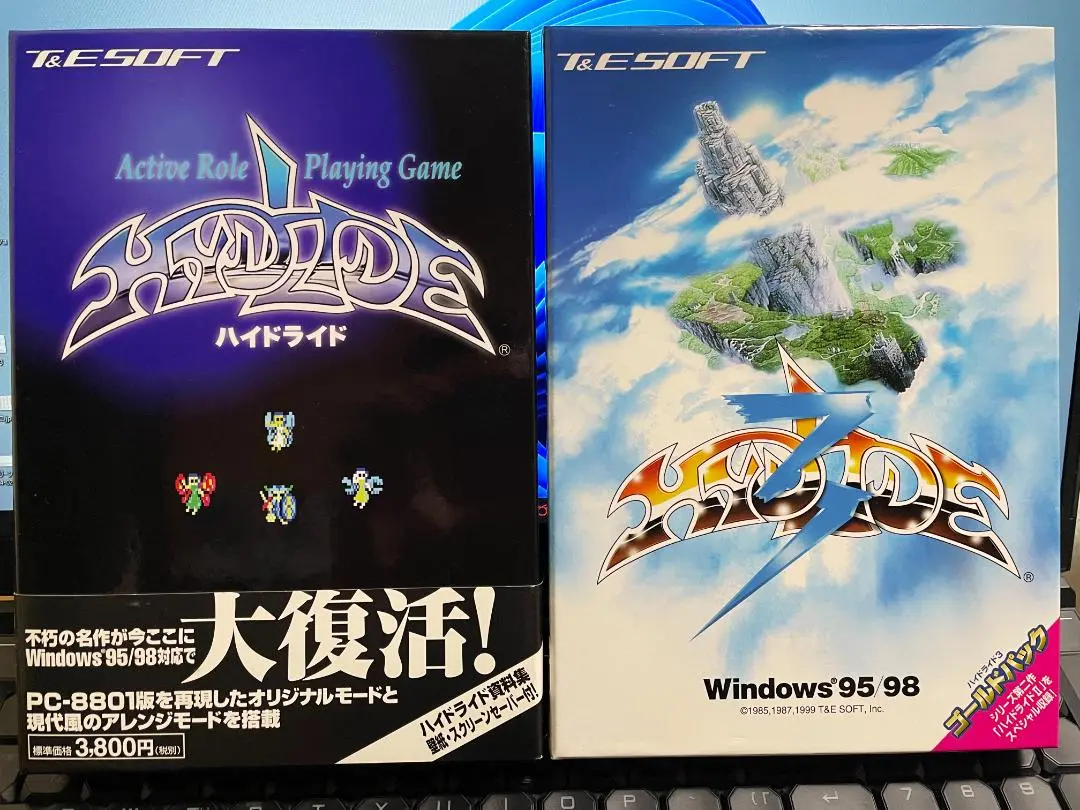 T&E SOFT
Active Role Playing Game
HYDLIDE
ハイドライド
®
不朽の名作が今ここに
Windows®95/98対応で
大復活!
PC-8801版を再現したオリジナルモードと
現代風のアレンジモードを搭載
標準価格 3,800円(税別)
ハイドライド資料集
壁紙・スクリーンセーバー付!
T&E SOFT
HYDLIDE
3
®
Windows®95/98
©1985,1987,1999 T&E SOFT, Inc.
ハイドライド3
ゴールドパック
シリーズ第二作
「ハイドライドII」を
スペシャル収録!
O
P
7
8
9